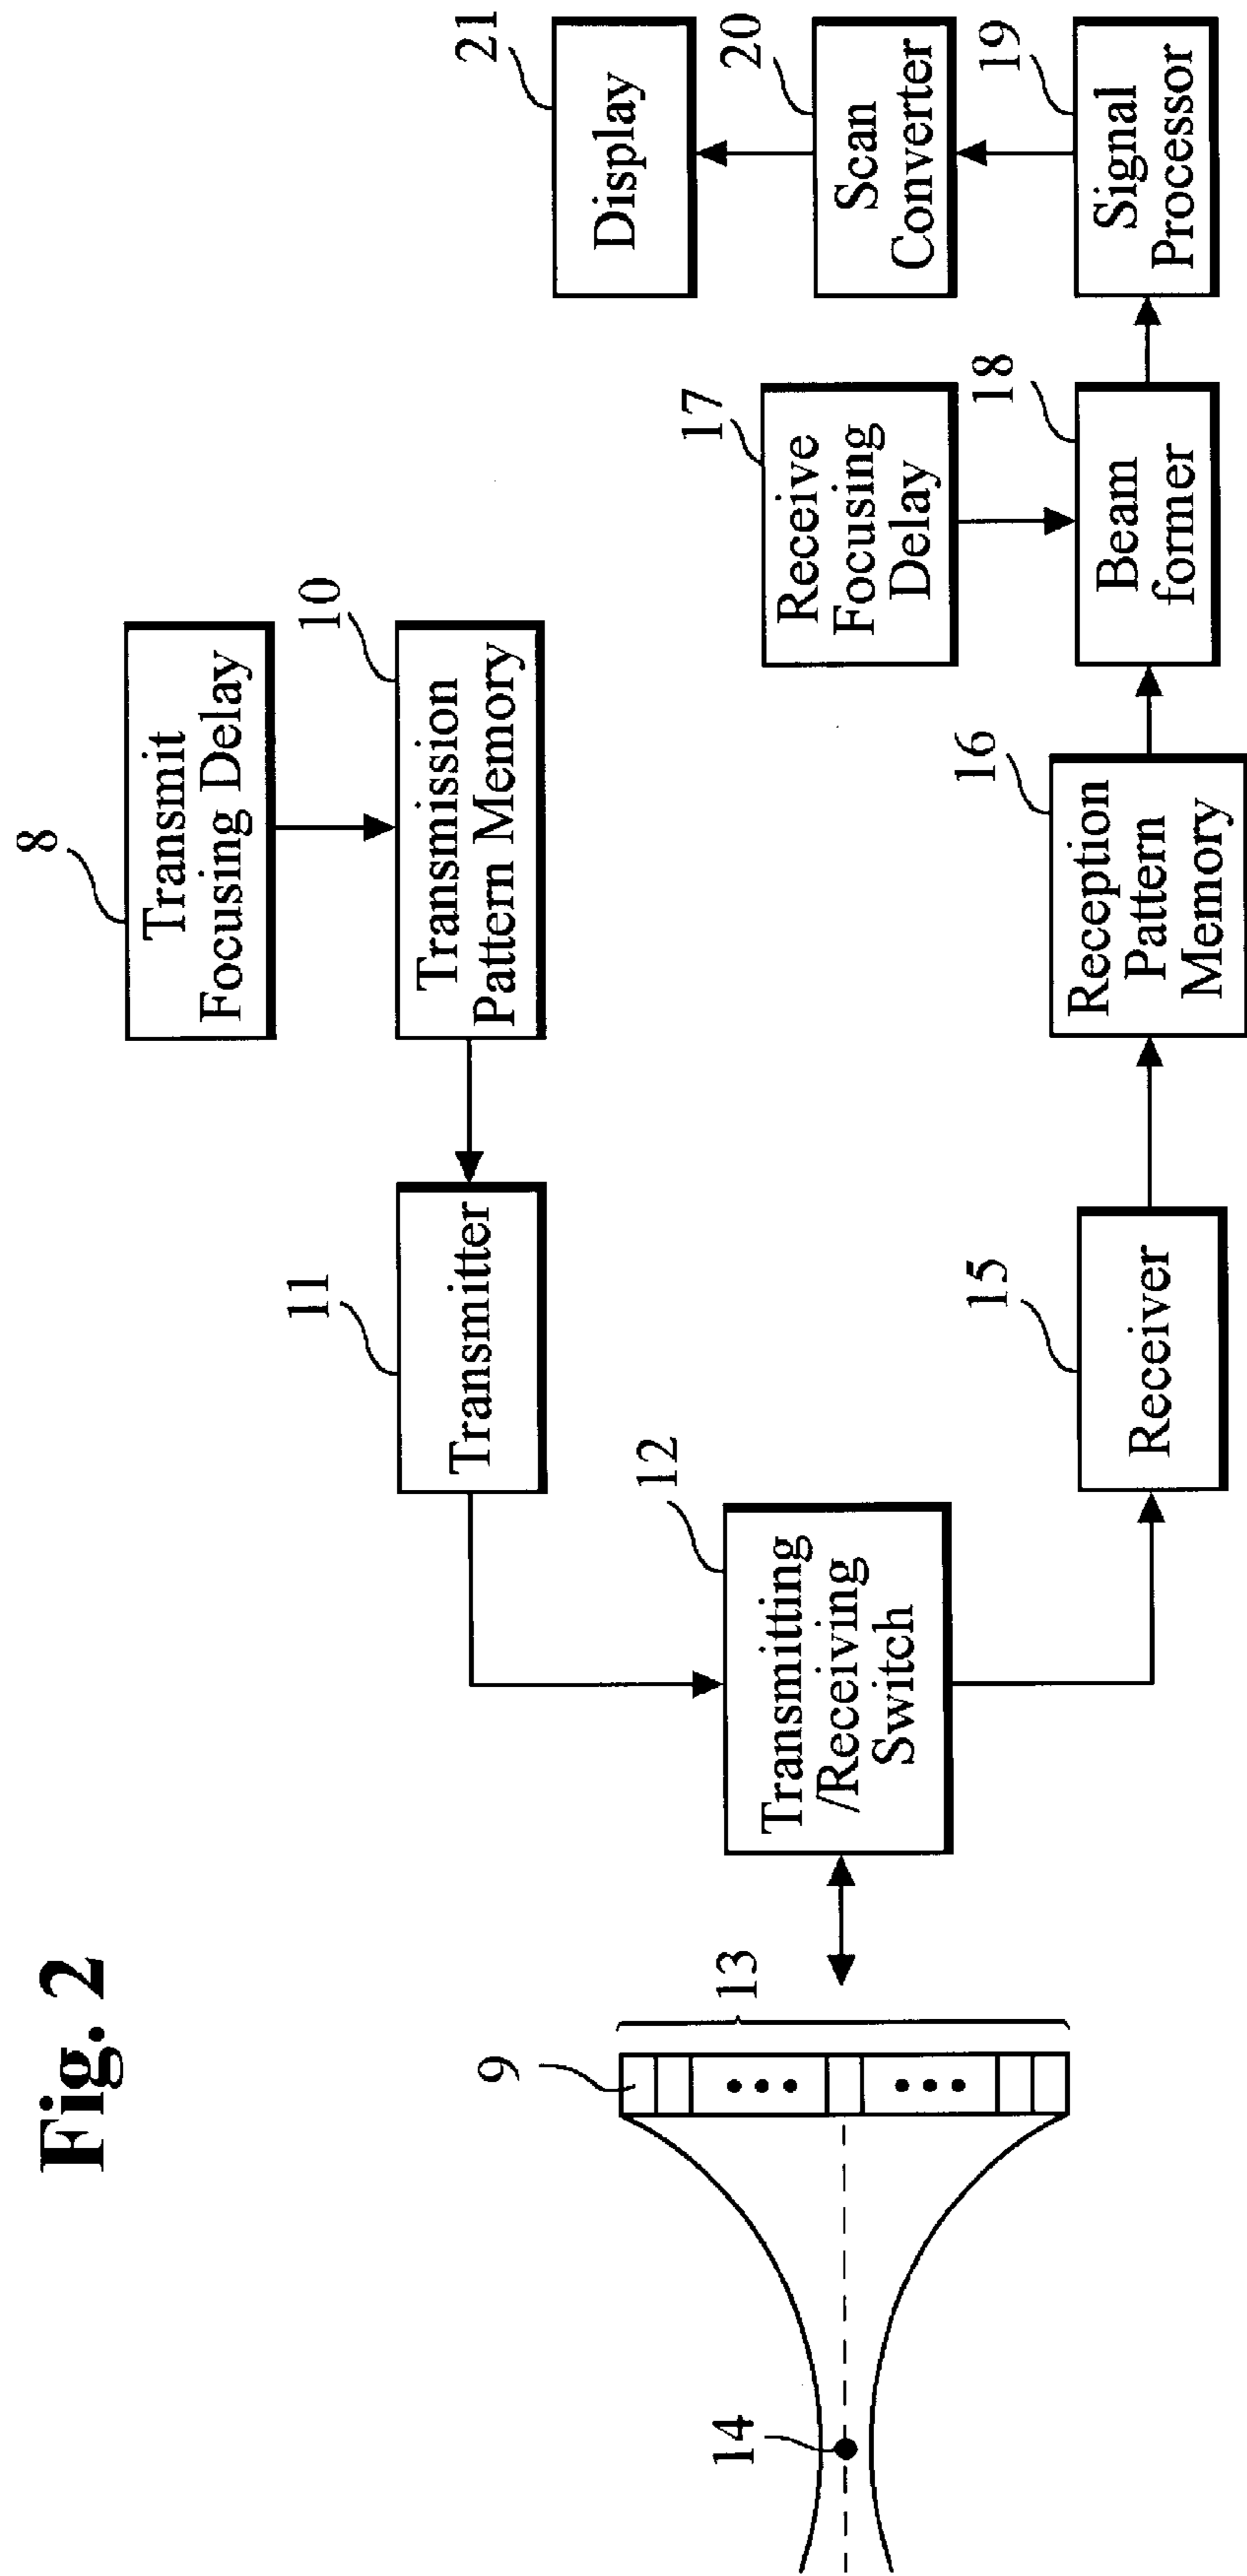 Fig. 2
8
Transmit
Focusing Delay
10
Transmission
Pattern Memory
11
Transmitter
12
Transmitting
/Receiving
Switch
13
9
14
15
Receiver
16
Reception
Pattern
Memory
17
Receive
Focusing
Delay
18
Beam
former
19
Signal
Processor
20
Scan
Converter
21
Display